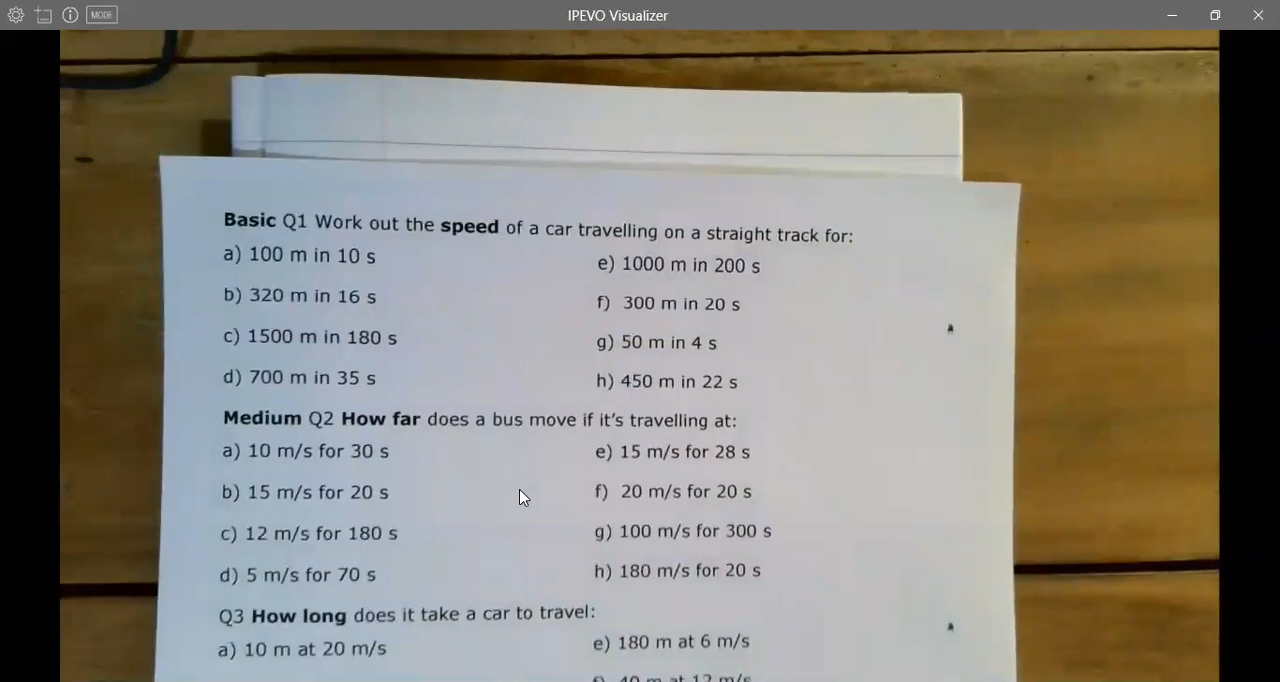 MODE
IPEVO Visualizer
Basic Q1 Work out the speed of a car travelling on a straight track for:
a) 100 m in 10 s
b) 320 m in 16 s
c) 1500 m in 180 s
d) 700 m in 35 s
e) 1000 m in 200 s
f) 300 m in 20 s
g) 50 m in 4 s
h) 450 m in 22 s
Medium Q2 How far does a bus move if it's travelling at:
a) 10 m/s for 30 s
b) 15 m/s for 20 s
c) 12 m/s for 180 s
d) 5 m/s for 70 s
e) 15 m/s for 28 s
f) 20 m/s for 20 s
g) 100 m/s for 300 s
h) 180 m/s for 20 s
Q3 How long does it take a car to travel:
a) 10 m at 20 m/s
e) 180 m at 6 m/s
f) 40 m at 12 m/s